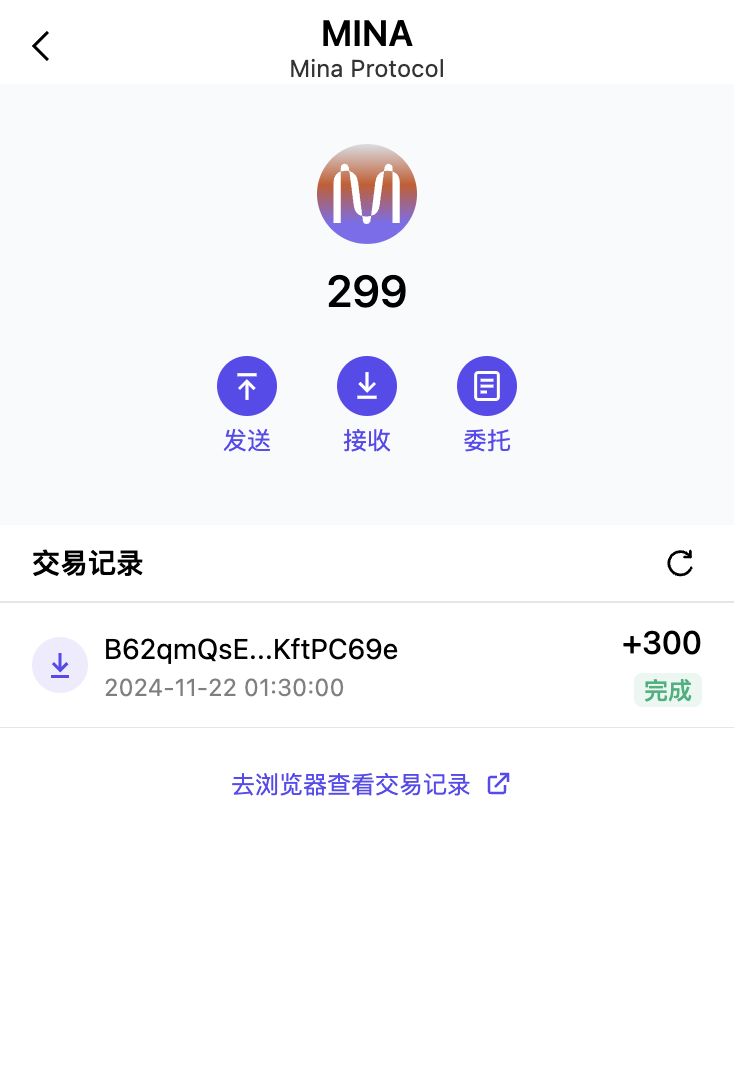 MINA
Mina Protocol
299
发送
接收
委托
交易记录
B62qmQsE...KftPC69e
+300
2024-11-22 01:30:00
完成
去浏览器查看交易记录